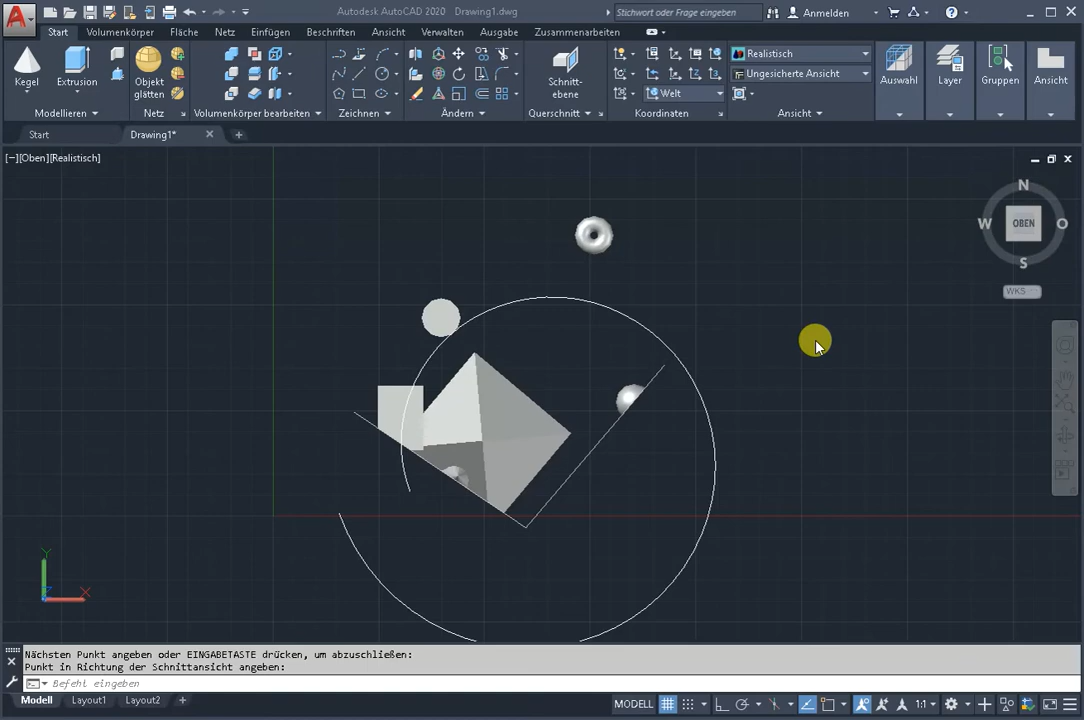 Autodesk AutoCAD 2020 Drawing1.dwg
Stichwort oder Frage eingeben
Anmelden
Start Volumenkörper Fläche Netz Einfügen Beschriften Ansicht Verwalten Ausgabe Zusammenarbeiten
Kegel
Extrusion
Objekt
glätten
Schnitt-
ebene
Realistisch
Ungesicherte Ansicht
Welt
Auswahl
Layer
Gruppen
Ansicht
Modellieren
Netz
Volumenkörper bearbeiten
Zeichnen
Ändern
Querschnitt
Koordinaten
Ansicht
Start
Drawing1*
[−][Oben][Realistisch]
N
W
OBEN
O
S
WKS
Y
X
Nächsten Punkt angeben oder EINGABETASTE drücken, um abzuschließen:
Punkt in Richtung der Schnittansicht angeben:
Befehl eingeben
Modell Layout1 Layout2
MODELL
1:1